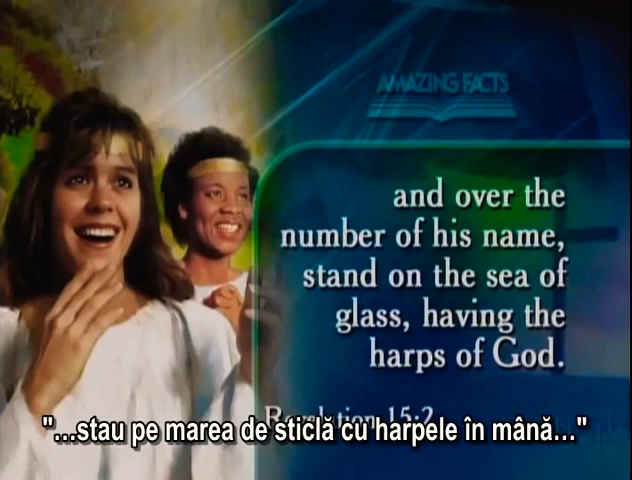 AMAZING FACTS
and over the
number of his name,
stand on the sea of
glass, having the
harps of God.
Revelation 15:2
"...stau pe marea de sticlă cu harpele în mână..."